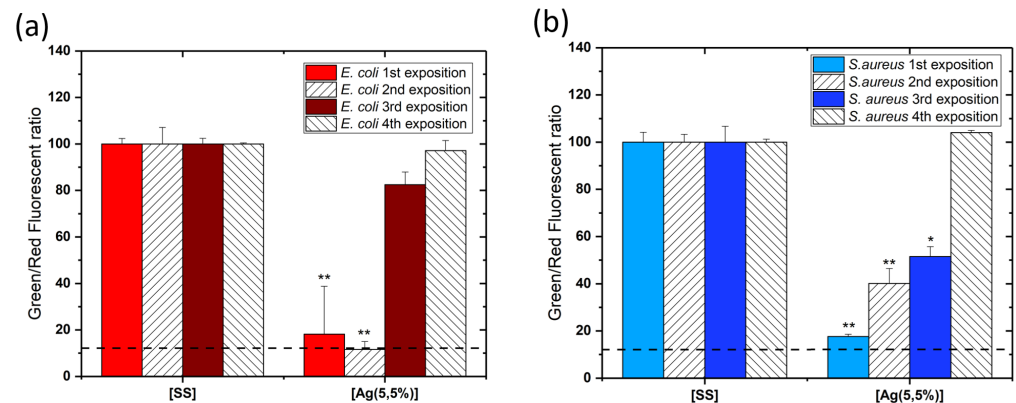 (a)
140
120
100
80
60
40
20
0
Green/Red Fluorescent ratio
E. coli 1st exposition
E. coli 2nd exposition
E. coli 3rd exposition
E. coli 4th exposition
**
**
[SS]
[Ag(5,5%)]
(b)
140
120
100
80
60
40
20
0
Green/Red Fluorescent ratio
S.aureus 1st exposition
S.aureus 2nd exposition
S. aureus 3rd exposition
S. aureus 4th exposition
**
**
*
[SS]
[Ag(5,5%)]